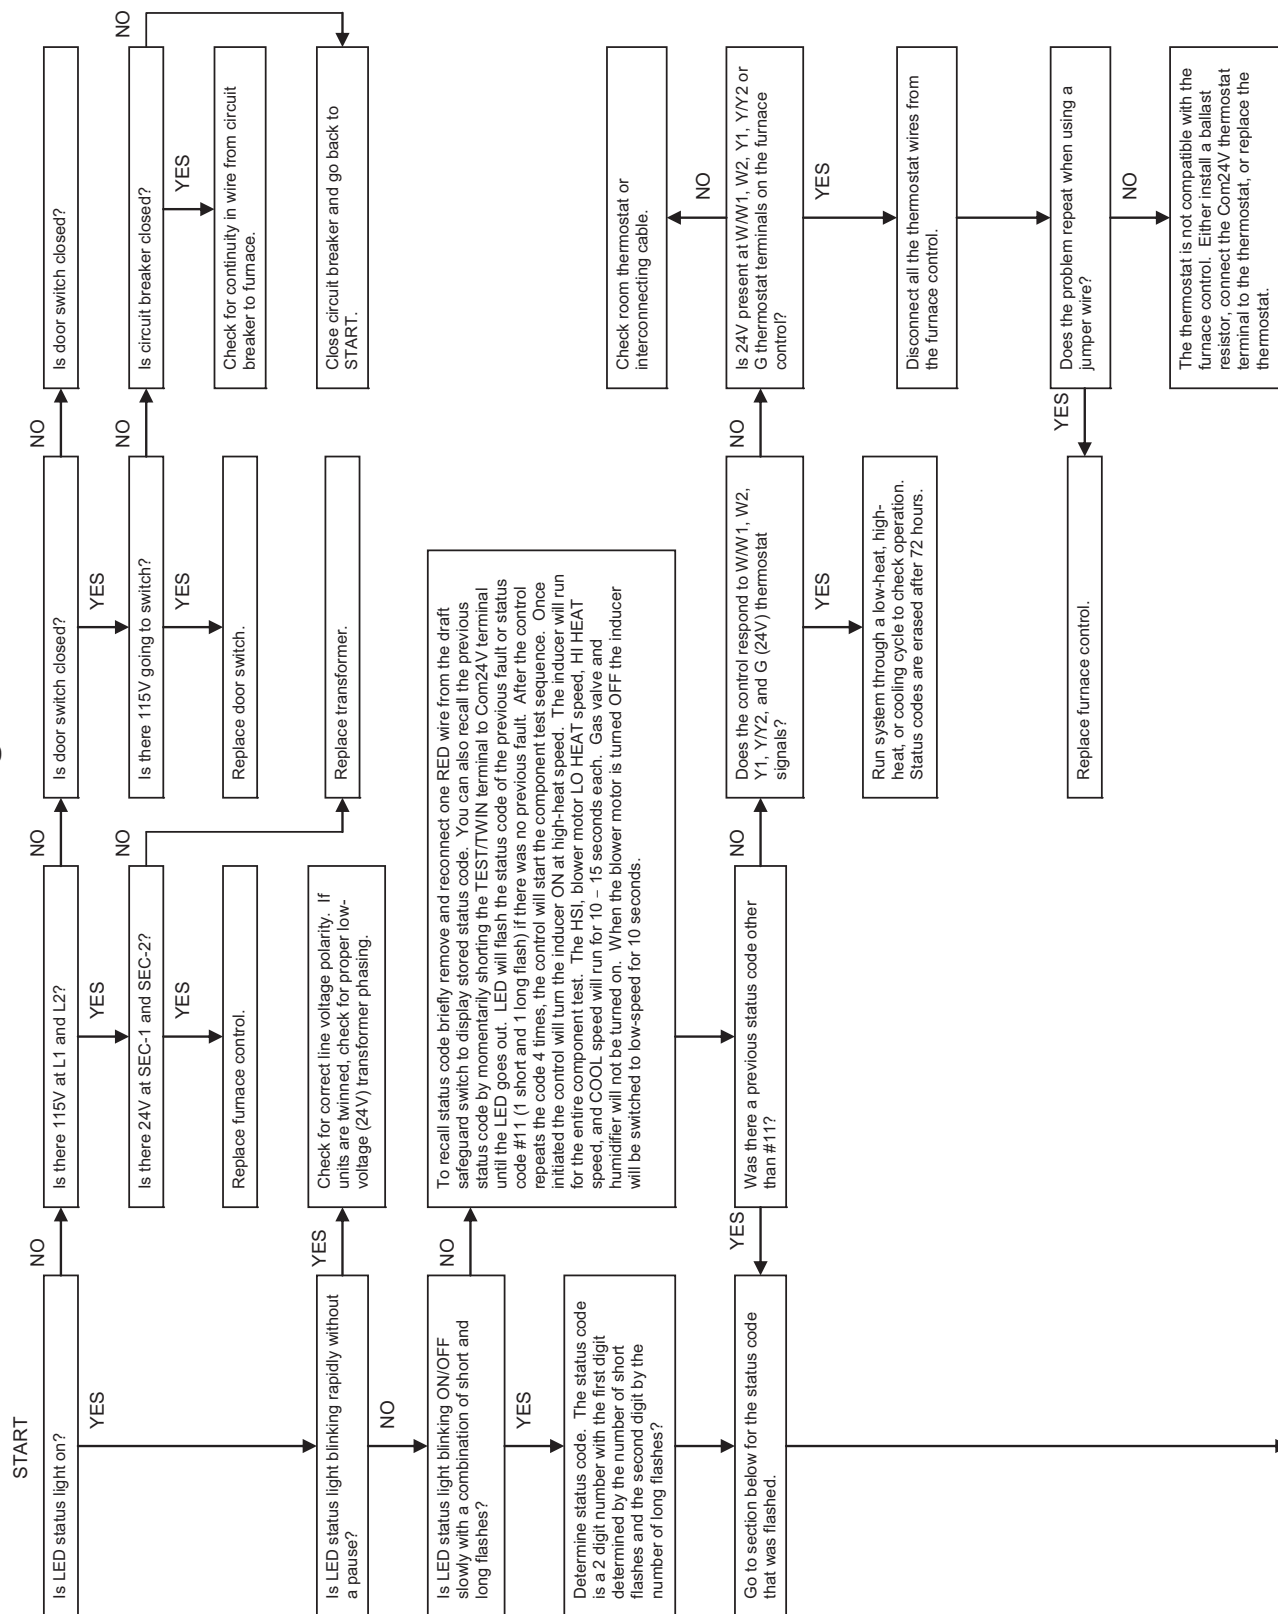 START
Is LED status light on?
NO
YES
Is there 115V at L1 and L2?
NO
YES
Is door switch closed?
NO
YES
Is door switch closed?
Is there 24V at SEC-1 and SEC-2?
NO
YES
Is there 115V going to switch?
NO
YES
Is circuit breaker closed?
NO
YES
Replace furnace control.
Replace door switch.
Check for continuity in wire from circuit
breaker to furnace.
Is LED status light blinking rapidly without
a pause?
YES
NO
Check for correct line voltage polarity. If
units are twinned, check for proper low-
voltage (24V) transformer phasing.
Replace transformer.
Close circuit breaker and go back to
START.
Is LED status light blinking ON/OFF
slowly with a combination of short and
long flashes?
NO
YES
To recall status code briefly remove and reconnect one RED wire from the draft
safeguard switch to display stored status code. You can also recall the previous
status code by momentarily shorting the TEST/TWIN terminal to Com24V terminal
until the LED goes out. LED will flash the status code of the previous fault or status
code #11 (1 short and 1 long flash) if there was no previous fault. After the control
repeats the code 4 times, the control will start the component test sequence. Once
initiated the control will turn the inducer ON at high-heat speed. The inducer will run
for the entire component test. The HSI, blower motor LO HEAT speed, HI HEAT
speed, and COOL speed will run for 10 – 15 seconds each. Gas valve and
humidifier will not be turned on. When the blower motor is turned OFF the inducer
will be switched to low-speed for 10 seconds.
Determine status code. The status code
is a 2 digit number with the first digit
determined by the number of short
flashes and the second digit by the
number of long flashes?
Go to section below for the status code
that was flashed.
YES
Was there a previous status code other
than #11?
NO
Does the control respond to W/W1, W2,
Y1, Y/Y2, and G (24V) thermostat
signals?
NO
YES
Is 24V present at W/W1, W2, Y1, Y/Y2 or
G thermostat terminals on the furnace
control?
NO
YES
Check room thermostat or
interconnecting cable.
Run system through a low-heat, high-
heat, or cooling cycle to check operation.
Status codes are erased after 72 hours.
Disconnect all the thermostat wires from
the furnace control.
Replace furnace control.
YES
Does the problem repeat when using a
jumper wire?
NO
The thermostat is not compatible with the
furnace control. Either install a ballast
resistor, connect the Com24V thermostat
terminal to the thermostat, or replace the
thermostat.